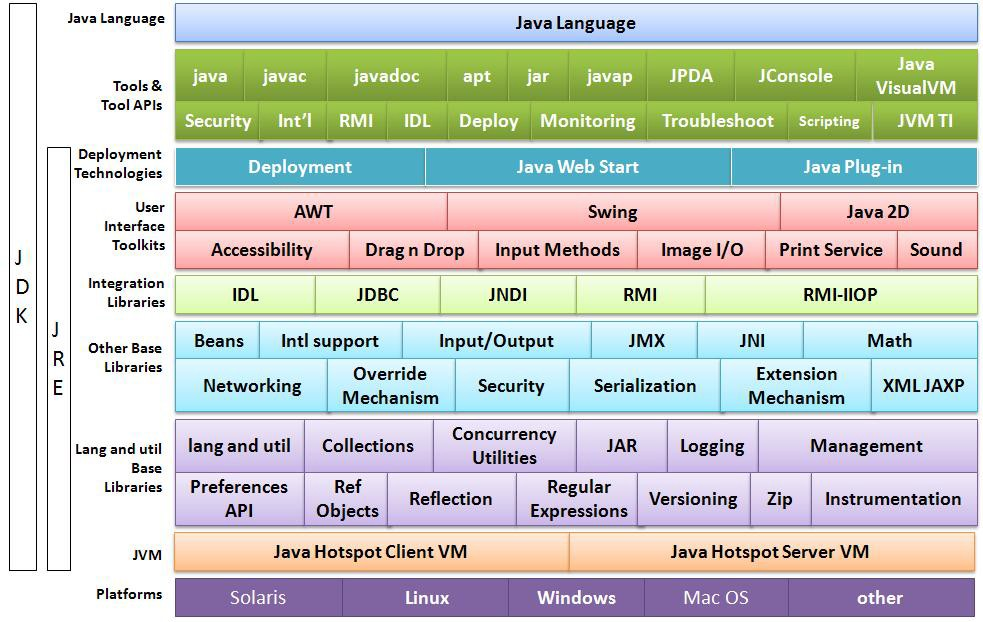 Java Language
Java Language
Tools &
Tool APIs
java javac javadoc apt jar javap JPDA JConsole Java
VisualVM
Security Int'l RMI IDL Deploy Monitoring Troubleshoot Scripting JVM TI
Deployment
Technologies
Deployment Java Web Start Java Plug-in
User
Interface
Toolkits
AWT Swing Java 2D
Accessibility Drag n Drop Input Methods Image I/O Print Service Sound
Integration
Libraries
IDL JDBC JNDI RMI RMI-IIOP
Other Base
Libraries
Beans Intl support Input/Output JMX JNI Math
Networking Override
Mechanism Security Serialization Extension
Mechanism XML JAXP
Lang and util
Base
Libraries
lang and util Collections Concurrency
Utilities JAR Logging Management
Preferences
API Ref
Objects Reflection Regular
Expressions Versioning Zip Instrumentation
JVM
Java Hotspot Client VM Java Hotspot Server VM
Platforms
Solaris Linux Windows Mac OS other
J
D
K
J
R
E